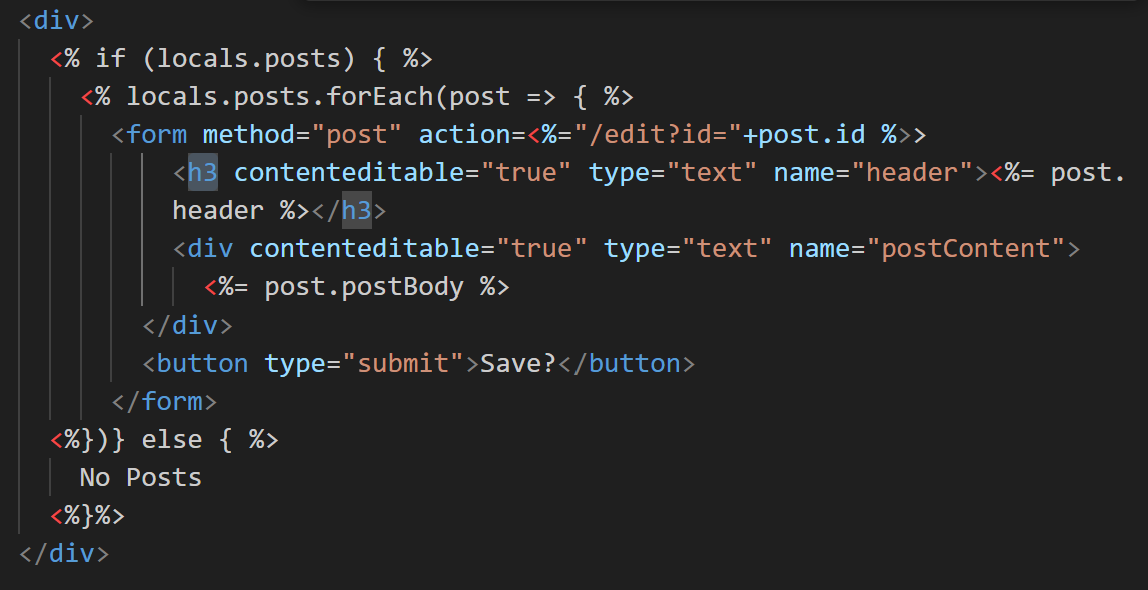 <div>
<% if (locals.posts) { %>
<% locals.posts.forEach(post => { %>
<form method="post" action=<%="/edit?id="+post.id %>>
<h3 contenteditable="true" type="text" name="header"><%= post.
header %></h3>
<div contenteditable="true" type="text" name="postContent">
<%= post.postBody %>
</div>
<button type="submit">Save?</button>
</form>
<%})} else { %>
No Posts
<%}%>
</div>